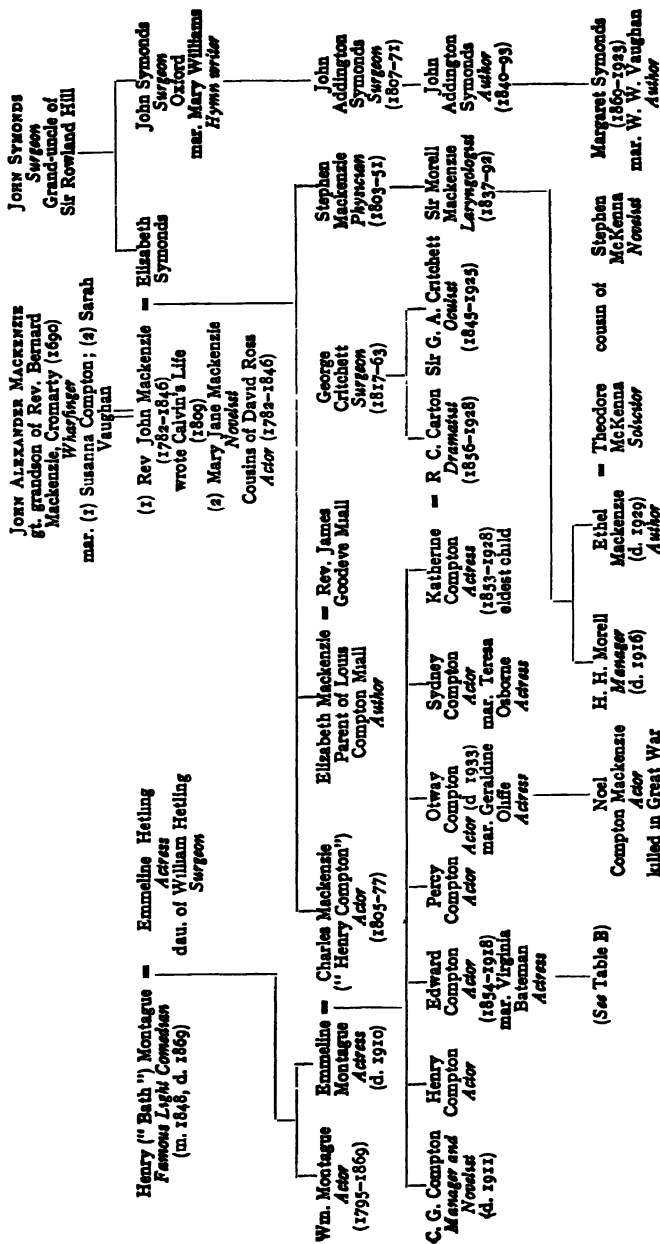 JOHN ALEXANDER MACKENZIE
gt. grandson of Rev. Bernard
Mackenzie, Cromarty (1690)
Wharfinger
mar. (1) Susanna Compton; (2) Sarah
Vaughan
JOHN SYMONDS
Surgeon
Grand-uncle of
Sir Rowland Hill
Henry ("Bath") Montague
Famous Light Comedian
(m. 1848, d. 1869)
=
Emmeline Hetling
Actress
dau. of William Hetling
Surgeon
(1) Rev John Mackenzie
(1782-1846)
wrote Calvin's Life
(1809)
(2) Mary Jane Mackenzie
Novelist
Cousins of David Ross
Actor (1782-1846)
=
Elizabeth
Symonds
John Symonds
Surgeon
Oxford
mar. Mary Williams
Hymn writer
Wm. Montague
Actor
(1795-1869)
Emmeline
Montague
Actress
(d. 1910)
=
Charles Mackenzie
("Henry Compton")
Actor
(1805-77)
Elizabeth Mackenzie
Parent of Louis
Compton Miall
Author
=
Rev. James
Goodeve Miall
George
Critchett
Surgeon
(1817-63)
Stephen
Mackenzie
Physician
(1803-51)
John
Addington
Symonds
Surgeon
(1807-71)
C. G. Compton
Manager and
Novelist
(d. 1911)
Henry
Compton
Actor
Edward
Compton
Actor
(1854-1918)
mar. Virginia
Bateman
Actress
Percy
Compton
Actor
Otway
Compton
Actor (d 1933)
mar. Geraldine
Oliffe
Actress
Sydney
Compton
Actor
mar. Teresa
Osborne
Actress
Katherine
Compton
Actress
(1853-1928)
eldest child
=
R C. Carton
Dramatist
(1856-1928)
Sir G. A. Critchett
Oculist
(1845-1925)
Sir Morell
Mackenzie
Laryngologist
(1837-92)
John
Addington
Symonds
Author
(1840-93)
(See Table B)
Noel
Compton Mackenzie
Actor
killed in Great War
H. H. Morell
Manager
(d. 1916)
Ethel
Mackenzie
(d. 1929)
Author
=
Theodore
McKenna
Solicitor
cousin of
Stephen
McKenna
Novelist
Margaret Symonds
(1869-1925)
mar. W. W. Vaughan
Author